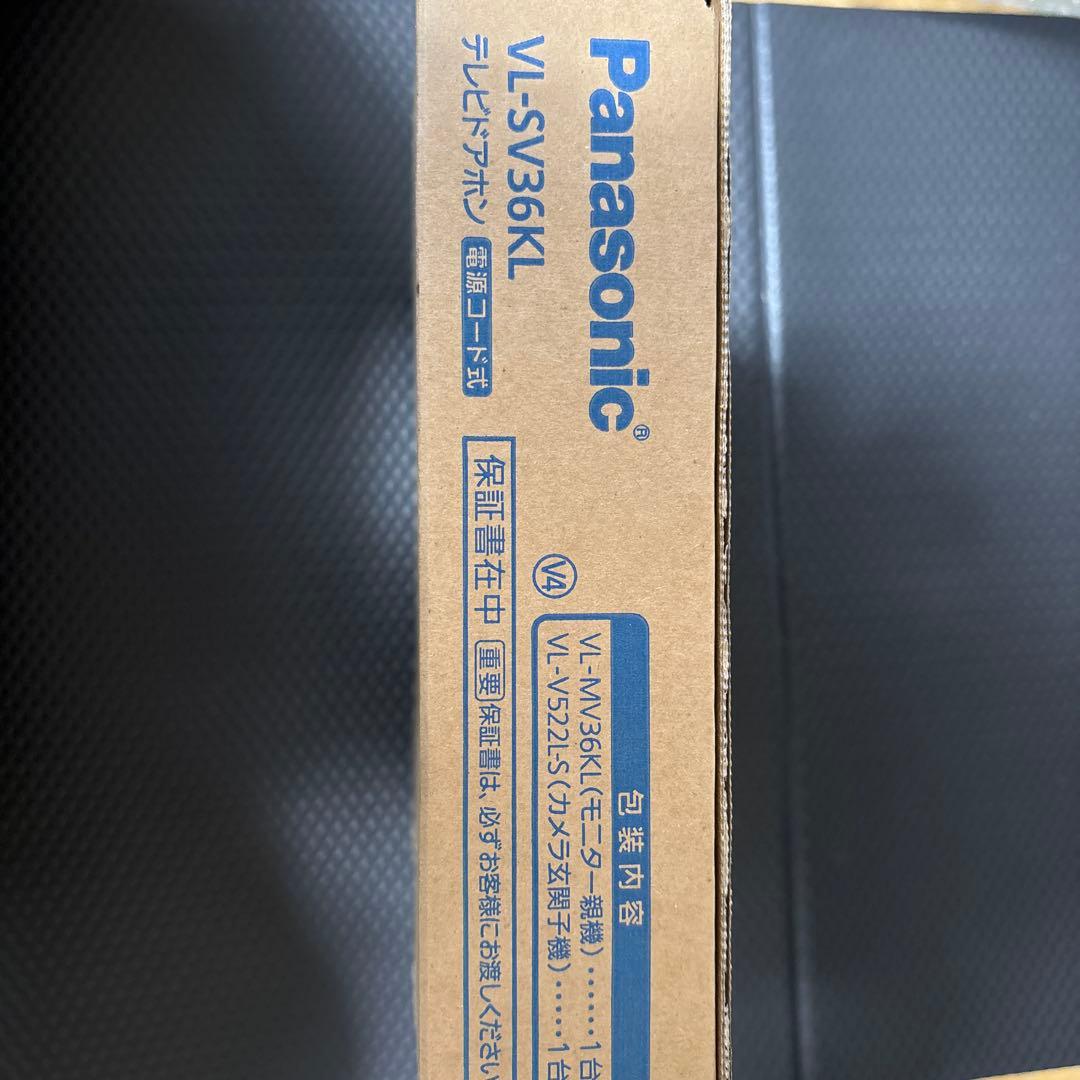 Panasonic®
VL-SV36KL
テレビドアホン 電源コード式
V4
包装内容
VL-MV36KL(モニター親機)······1台
VL-V522L-S(カメラ玄関子機)·····1台
保証書在中 重要 保証書は、必ずお客様にお渡しください